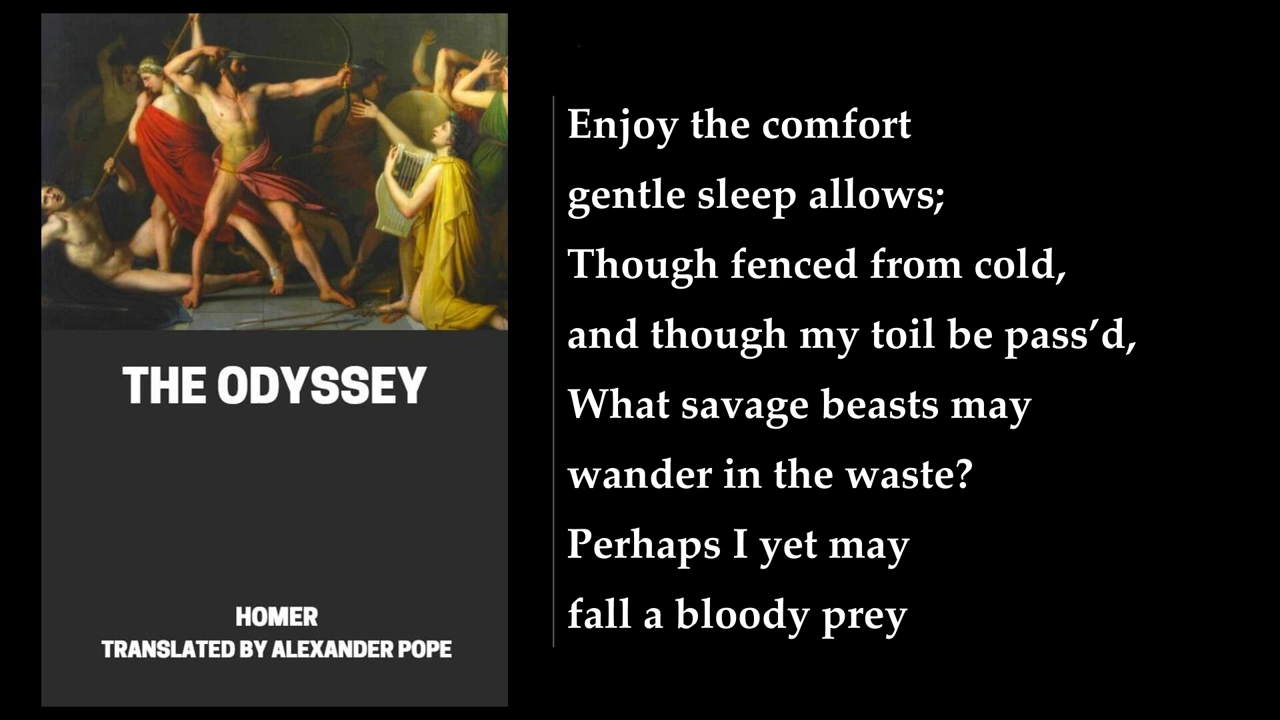 THE ODYSSEY
HOMER
TRANSLATED BY ALEXANDER POPE
Enjoy the comfort
gentle sleep allows;
Though fenced from cold,
and though my toil be pass’d,
What savage beasts may
wander in the waste?
Perhaps I yet may
fall a bloody prey